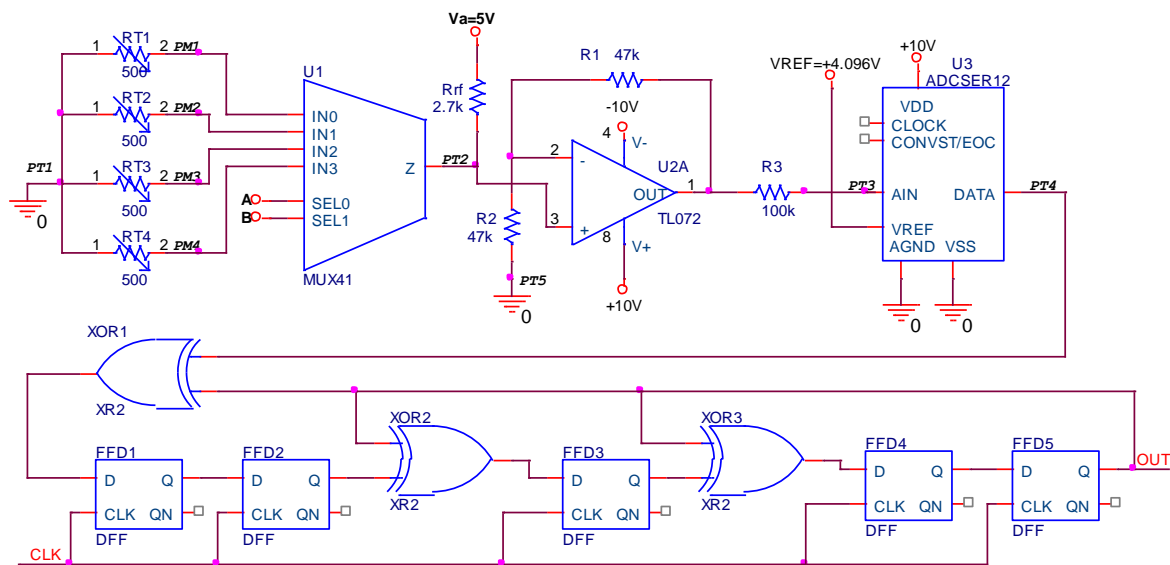 Va=5V
1 RT1 2 PM1
500
1 RT2 2 PM2
500
1 RT3 2 PM3
500
1 RT4 2 PM4
500
PT1
0
U1
IN0
IN1
IN2
IN3
SEL0
SEL1
Z
A
B
MUX41
PT2
Rrf
2.7k
R1 47k
-10V
4 V-
2 -
3 +
U2A
OUT 1
TL072
8 V+
+10V
R2
47k
PT5
0
R3
100k
PT3
+10V
VREF=+4.096V
U3
ADCSER12
VDD
CLOCK
CONVST/EOC
AIN
DATA
VREF
AGND VSS
PT4
0 0
XOR1
XR2
XOR2
XR2
XOR3
XR2
FFD1
D Q
CLK QN
DFF
FFD2
D Q
CLK QN
DFF
FFD3
D Q
CLK QN
DFF
FFD4
D Q
CLK QN
DFF
FFD5
D Q
CLK QN
DFF
OUT
CLK